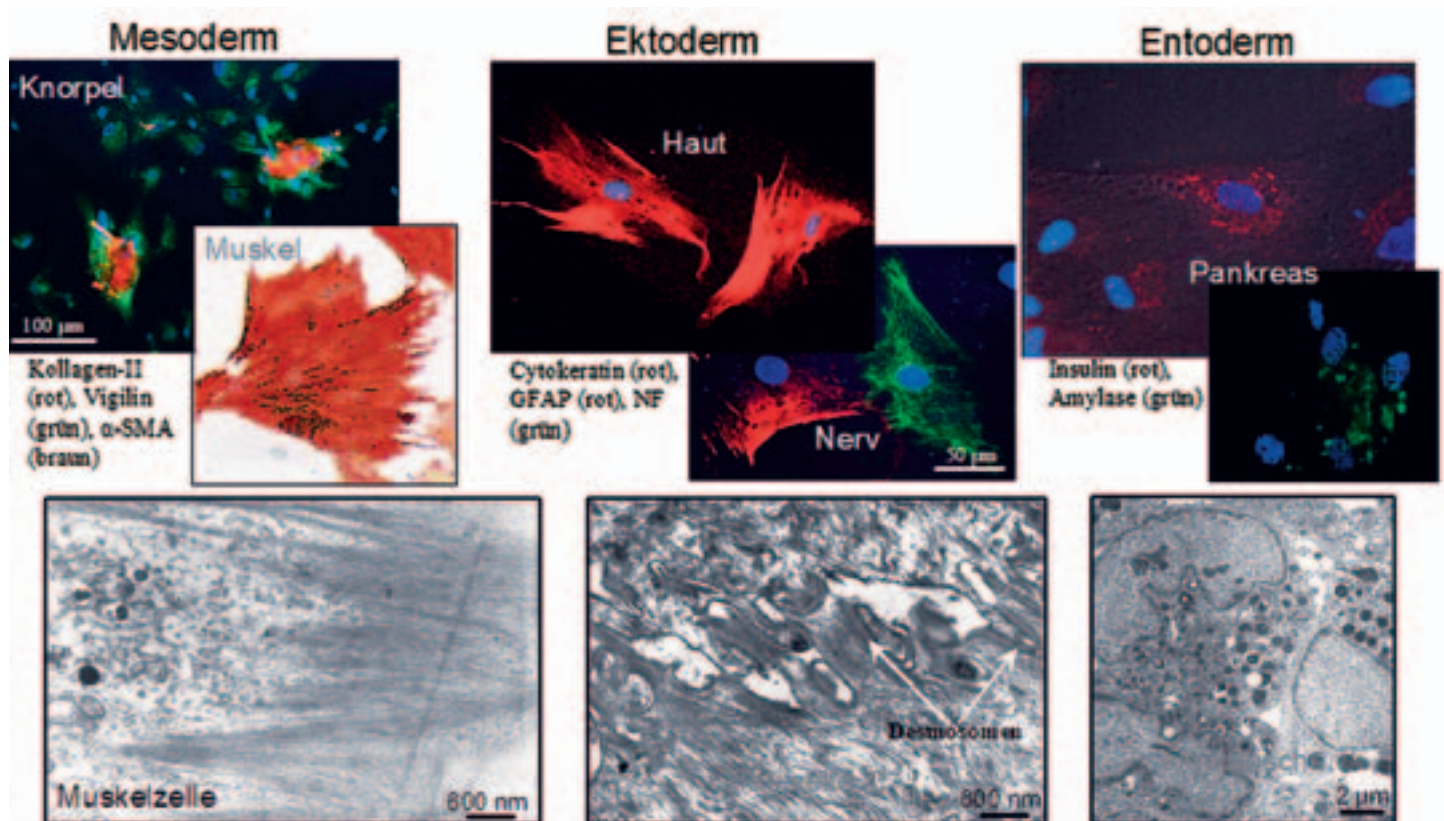 Mesoderm
Ektoderm
Entoderm
Knorpel
Muskel
100 µm
Kollagen-II
(rot), Vigilin
(grün), α-SMA
(braun)
Haut
Nerv
50 µm
Cytokeratin (rot),
GFAP (rot), NF
(grün)
Pankreas
Insulin (rot),
Amylase (grün)
Muskelzelle
600 nm
Desmosomen
800 nm
2 µm